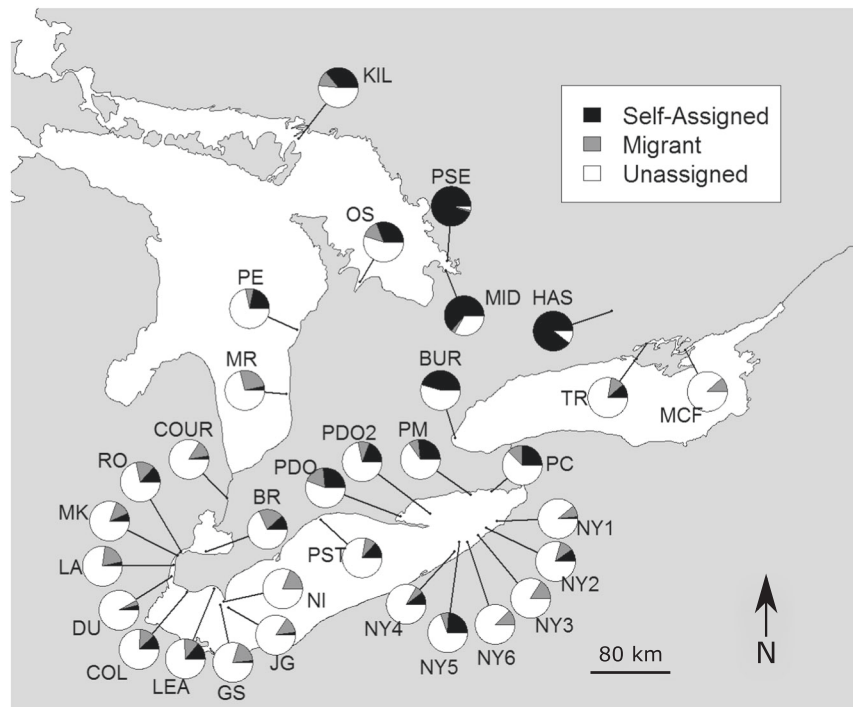 KIL
Self-Assigned
Migrant
Unassigned
PSE
OS
PE
MID
HAS
MR
BUR
TR
MCF
COUR
PDO2
PM
RO
PDO
PC
BR
MK
NY1
LA
PST
NY2
NI
DU
NY4
NY3
COL
LEA
GS
JG
NY5
NY6
80 km
N